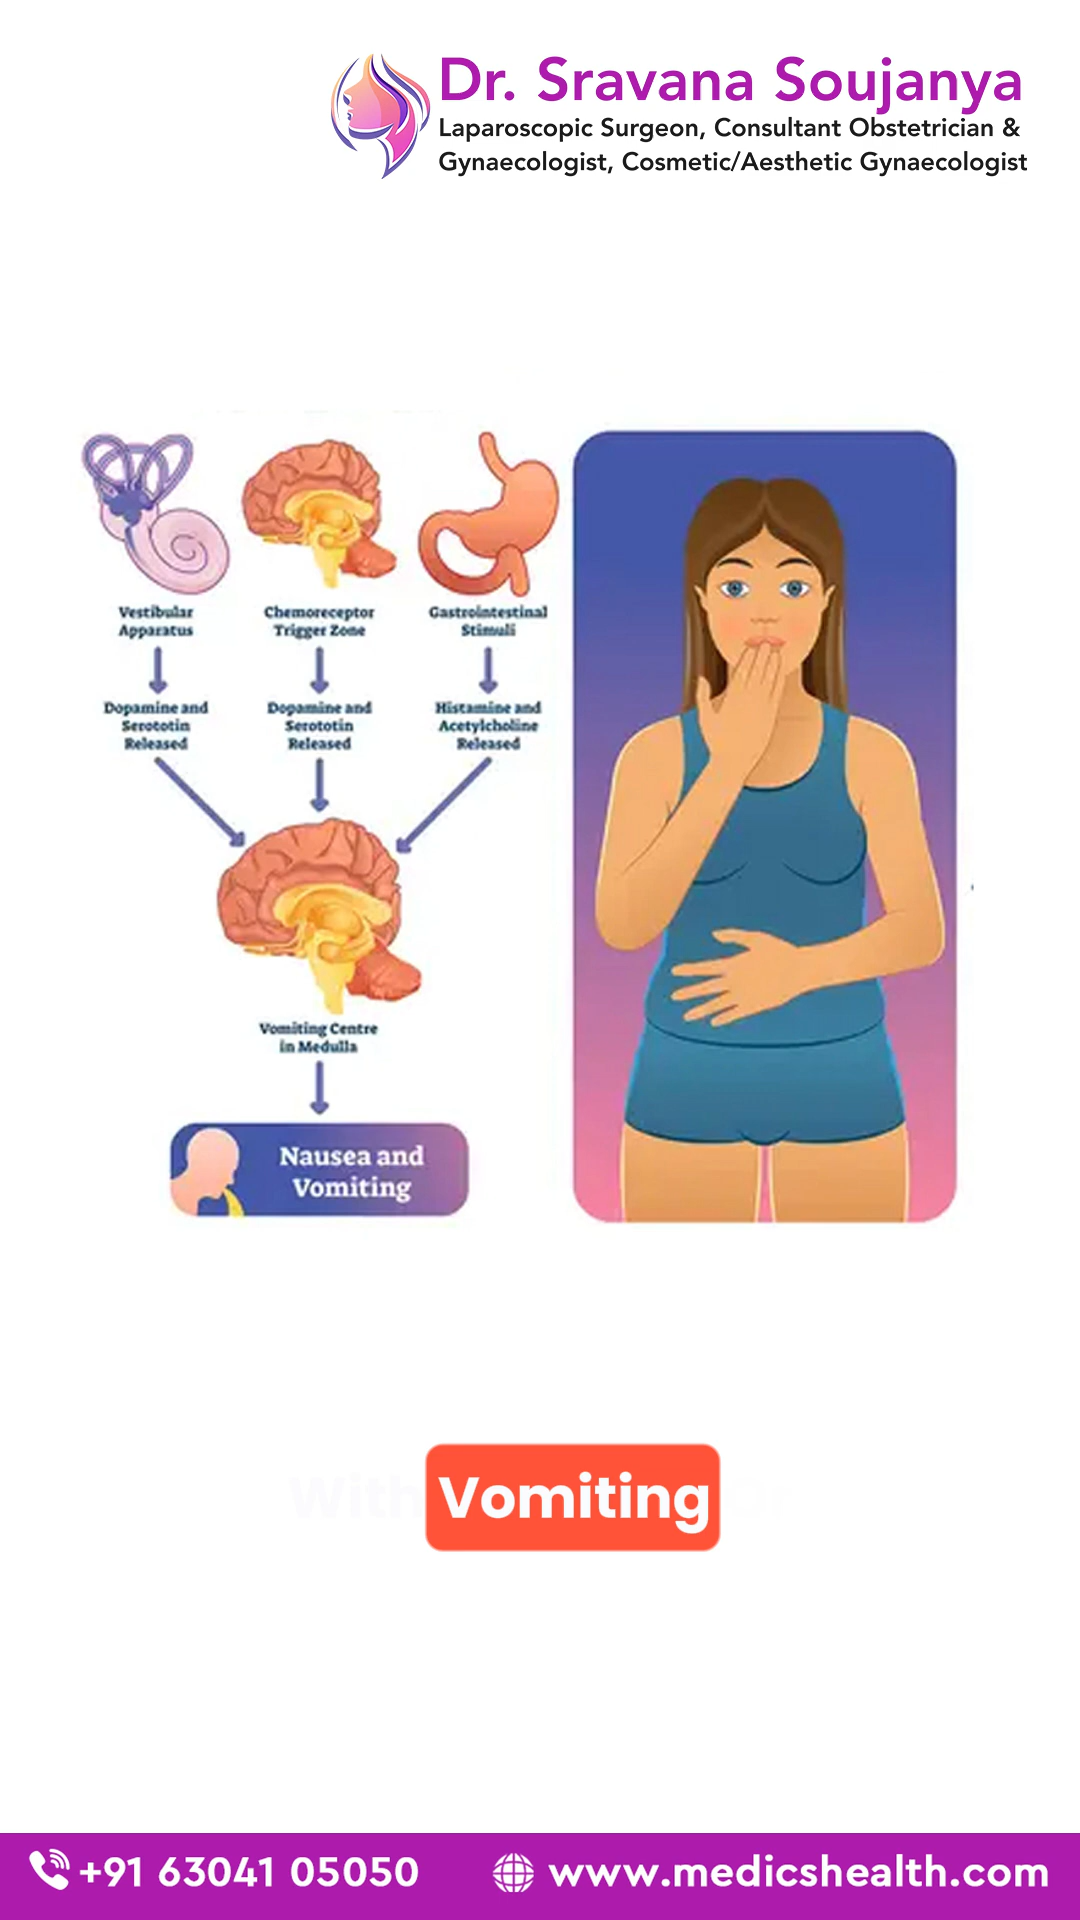 Dr. Sravana Soujanya
Laparoscopic Surgeon, Consultant Obstetrician &
Gynaecologist, Cosmetic/Aesthetic Gynaecologist
Vestibular
Apparatus
Chemoreceptor
Trigger Zone
Gastrointestinal
Stimuli
Dopamine and
Serototin
Released
Dopamine and
Serototin
Released
Histamine and
Acetylcholine
Released
Vomiting Centre
in Medulla
Nausea and
Vomiting
With Vomiting
+91 63041 05050
www.medicshealth.com